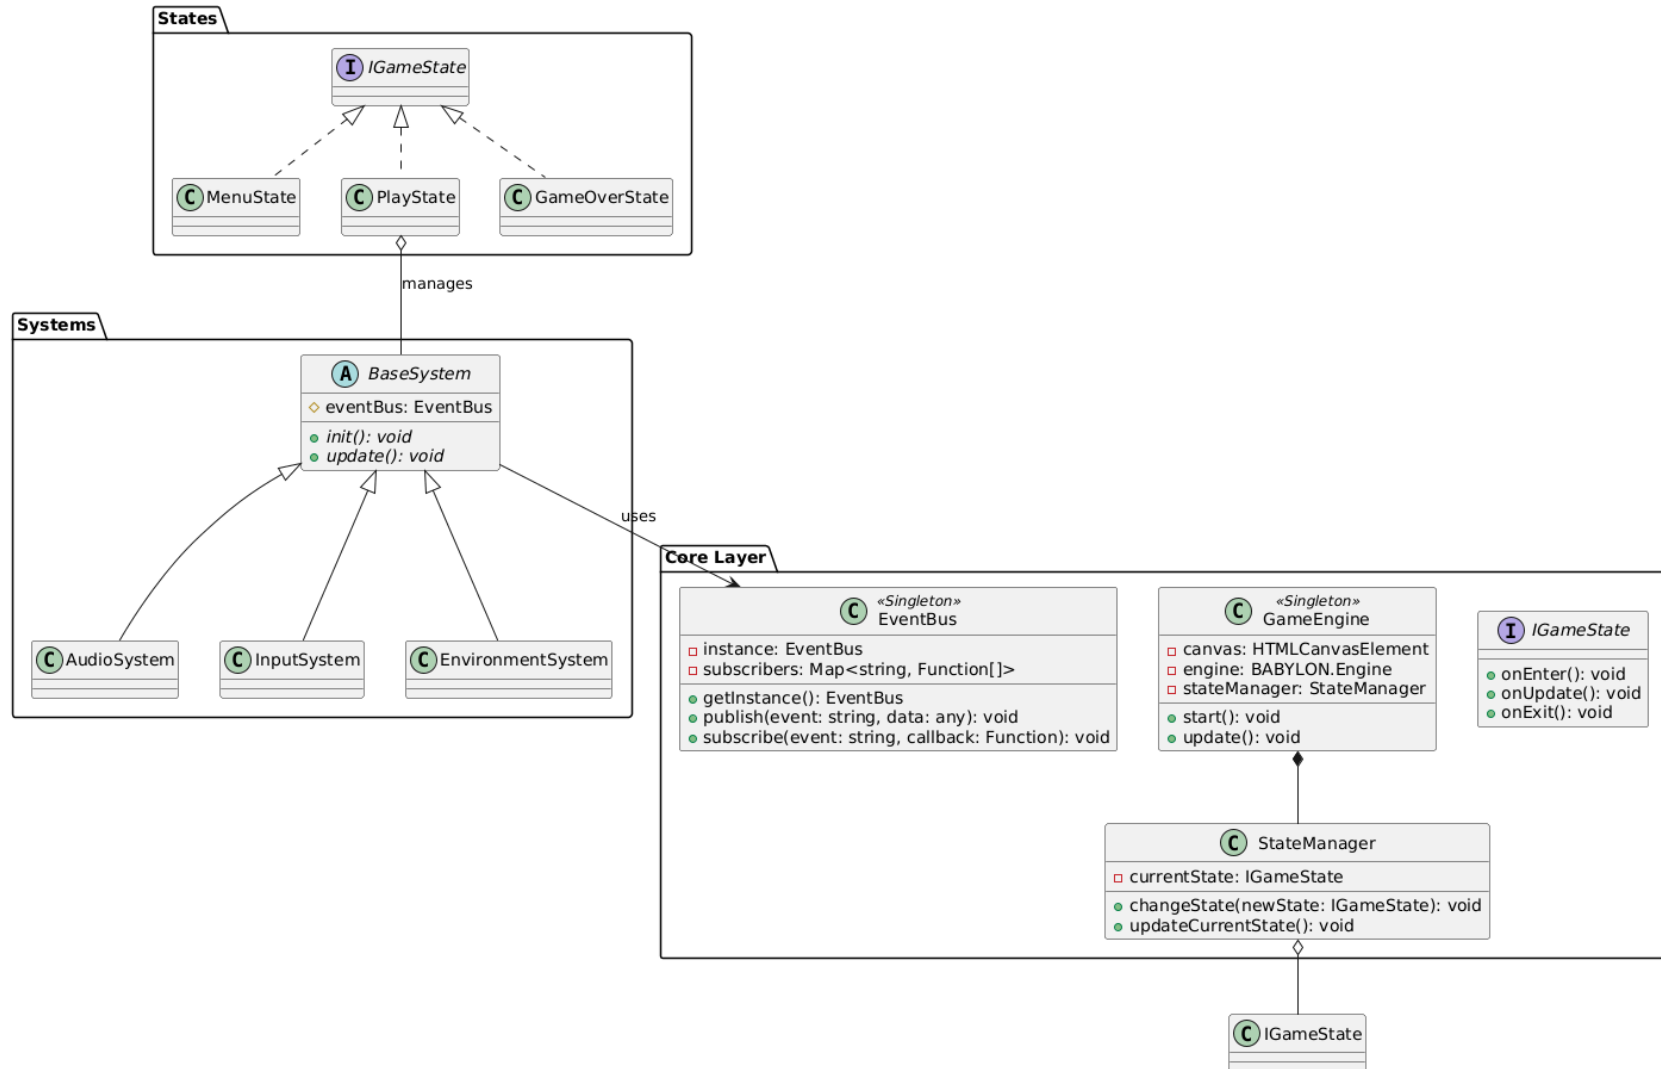 States
I IGameState
C MenuState
C PlayState
C GameOverState
manages
Systems
A BaseSystem
eventBus: EventBus
init(): void
update(): void
uses
C AudioSystem
C InputSystem
C EnvironmentSystem
Core Layer
C «Singleton»
EventBus
instance: EventBus
subscribers: Map<string, Function[]>
getInstance(): EventBus
publish(event: string, data: any): void
subscribe(event: string, callback: Function): void
C «Singleton»
GameEngine
canvas: HTMLCanvasElement
engine: BABYLON.Engine
stateManager: StateManager
start(): void
update(): void
I IGameState
onEnter(): void
onUpdate(): void
onExit(): void
C StateManager
currentState: IGameState
changeState(newState: IGameState): void
updateCurrentState(): void
C IGameState